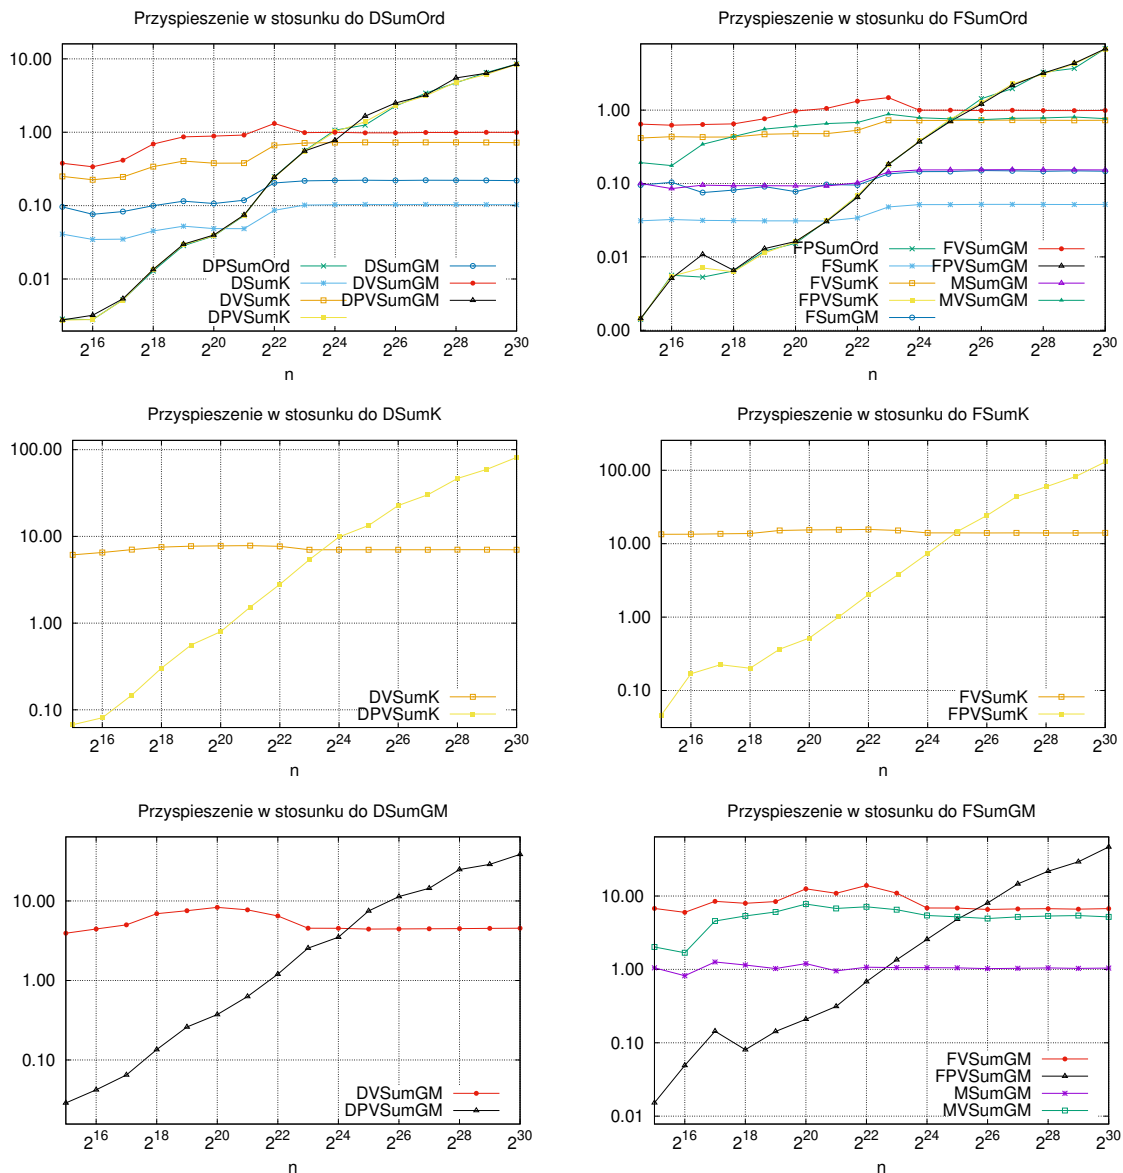 Przyspieszenie w stosunku do DSumOrd
10.00
1.00
0.10
0.01
DPSumOrd
DSumK
DVSumK
DPVSumK
DSumGM
DVSumGM
DPVSumGM
2^16 2^18 2^20 2^22 2^24 2^26 2^28 2^30
n
Przyspieszenie w stosunku do FSumOrd
1.00
0.10
0.01
0.00
FPSumOrd
FSumK
FVSumK
FPVSumK
FSumGM
FVSumGM
FPVSumGM
MSumGM
MVSumGM
2^16 2^18 2^20 2^22 2^24 2^26 2^28 2^30
n
Przyspieszenie w stosunku do DSumK
100.00
10.00
1.00
0.10
DVSumK
DPVSumK
2^16 2^18 2^20 2^22 2^24 2^26 2^28 2^30
n
Przyspieszenie w stosunku do FSumK
100.00
10.00
1.00
0.10
FVSumK
FPVSumK
2^16 2^18 2^20 2^22 2^24 2^26 2^28 2^30
n
Przyspieszenie w stosunku do DSumGM
10.00
1.00
0.10
DVSumGM
DPVSumGM
2^16 2^18 2^20 2^22 2^24 2^26 2^28 2^30
n
Przyspieszenie w stosunku do FSumGM
10.00
1.00
0.10
0.01
FVSumGM
FPVSumGM
MSumGM
MVSumGM
2^16 2^18 2^20 2^22 2^24 2^26 2^28 2^30
n